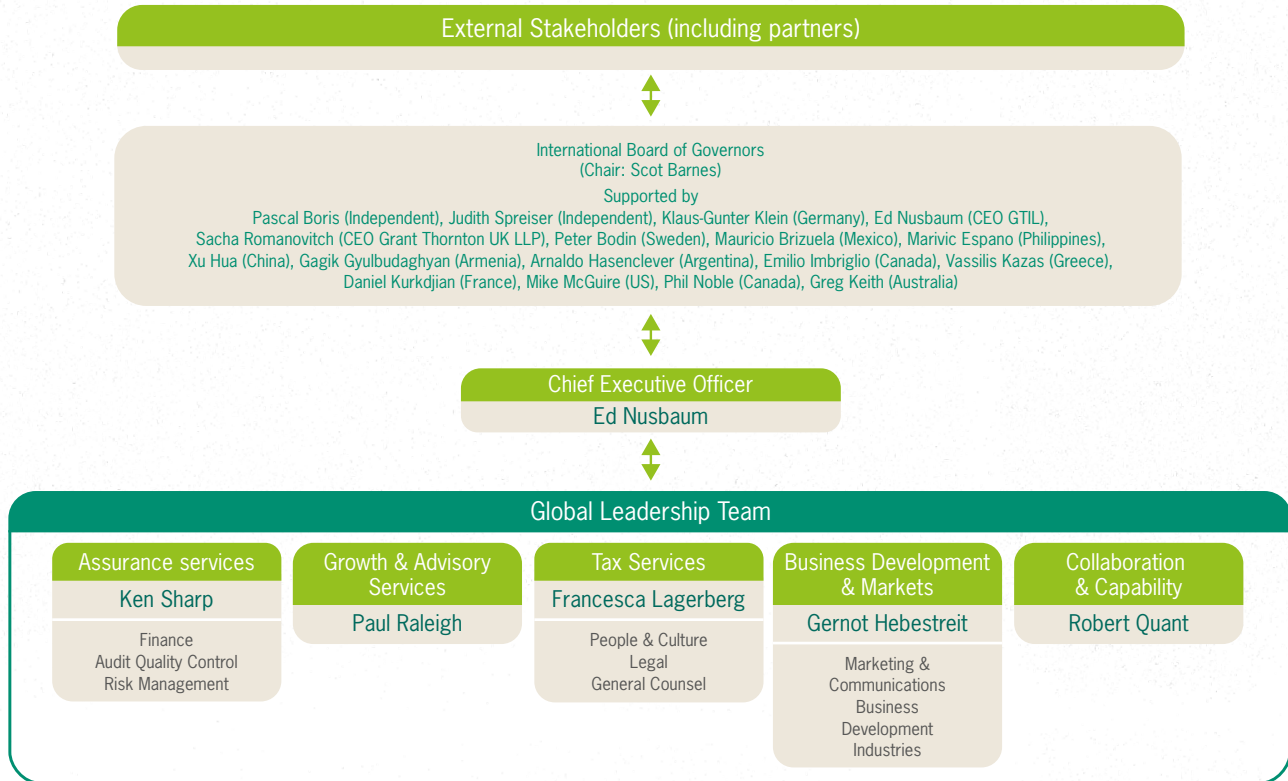 External Stakeholders (including partners)
International Board of Governors
(Chair: Scot Barnes)
Supported by
Pascal Boris (Independent), Judith Spreiser (Independent), Klaus-Gunter Klein (Germany), Ed Nusbaum (CEO GTIL),
Sacha Romanovitch (CEO Grant Thornton UK LLP), Peter Bodin (Sweden), Mauricio Brizuela (Mexico), Marivic Espano (Philippines),
Xu Hua (China), Gagik Gyulbudaghyan (Armenia), Arnaldo Hasenclever (Argentina), Emilio Imbriglio (Canada), Vassilis Kazas (Greece),
Daniel Kurkdjian (France), Mike McGuire (US), Phil Noble (Canada), Greg Keith (Australia)
Chief Executive Officer
Ed Nusbaum
Global Leadership Team
Assurance services
Ken Sharp
Finance
Audit Quality Control
Risk Management
Growth & Advisory
Services
Paul Raleigh
Tax Services
Francesca Lagerberg
People & Culture
Legal
General Counsel
Business Development
& Markets
Gernot Hebestreit
Marketing &
Communications
Business
Development
Industries
Collaboration
& Capability
Robert Quant